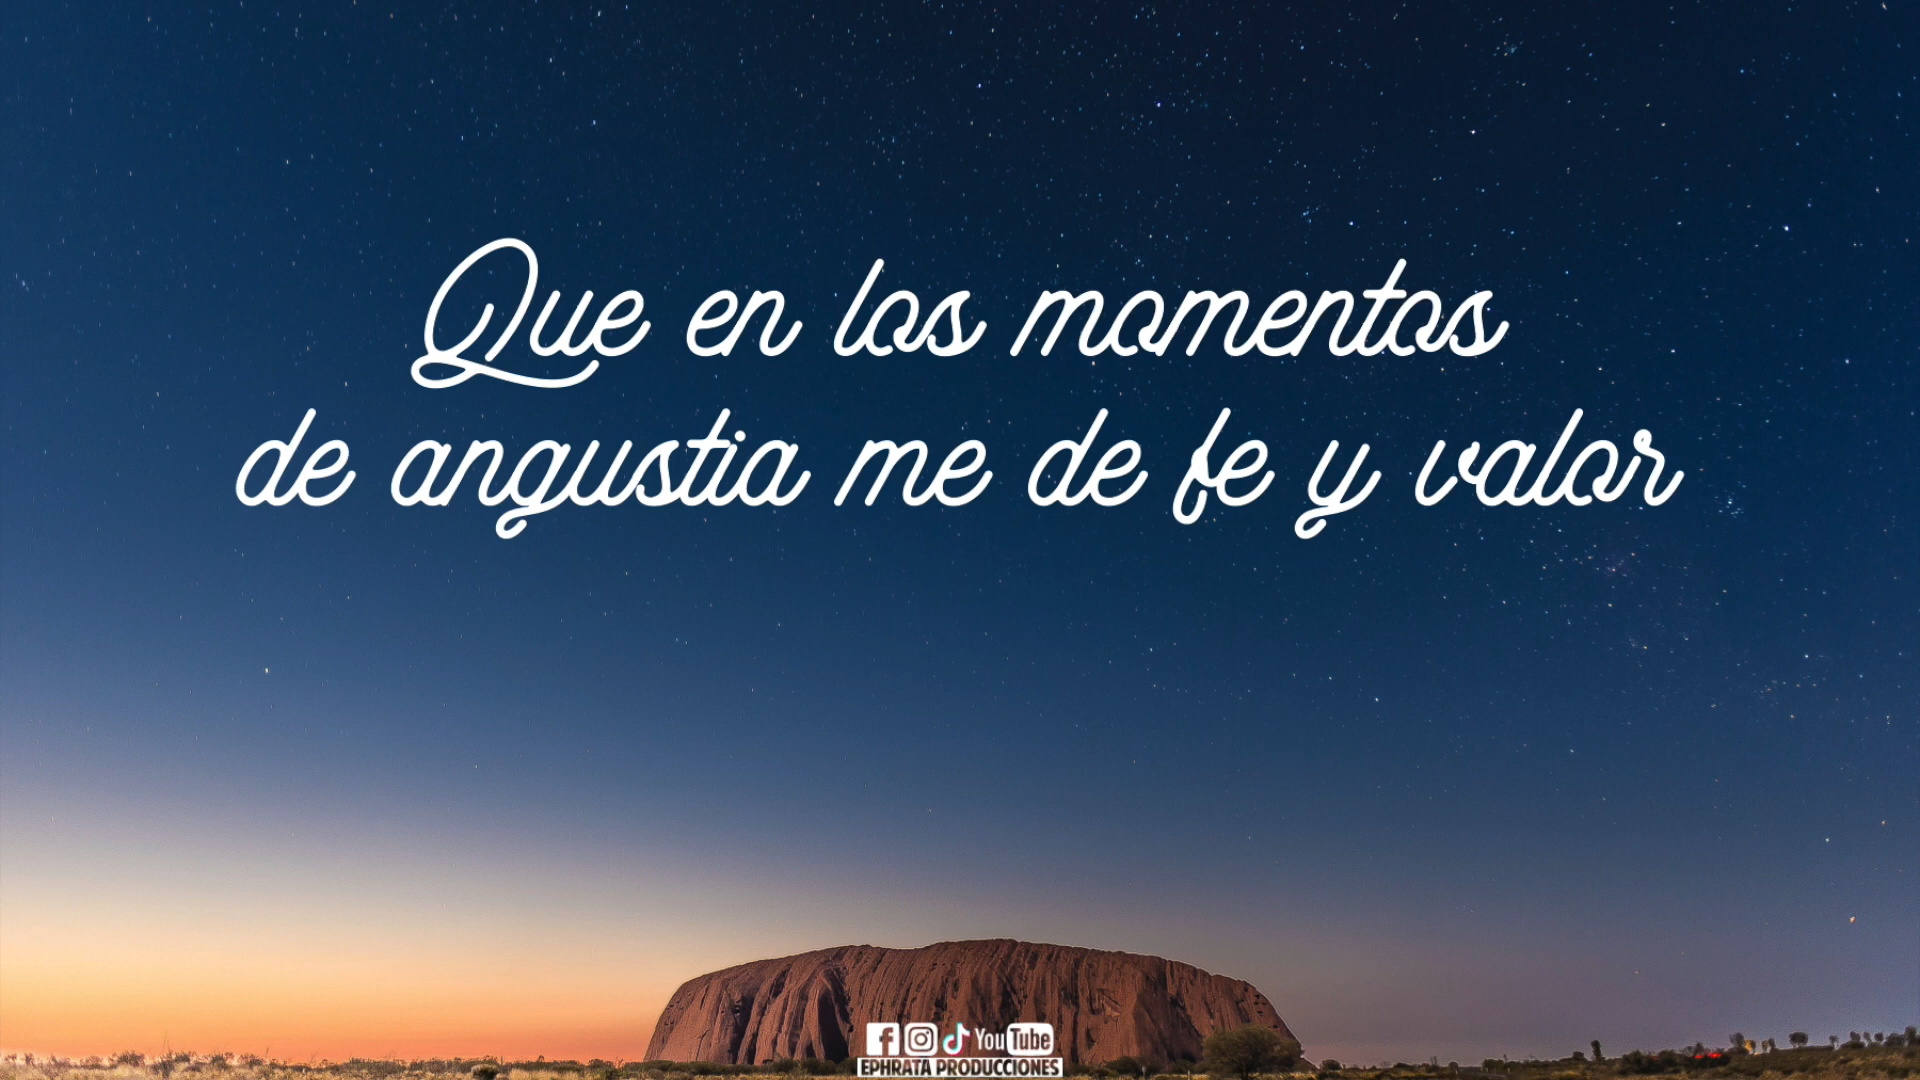 Que en los momentos
de angustia me de fe y valor
YouTube
EPHRATA PRODUCCIONES